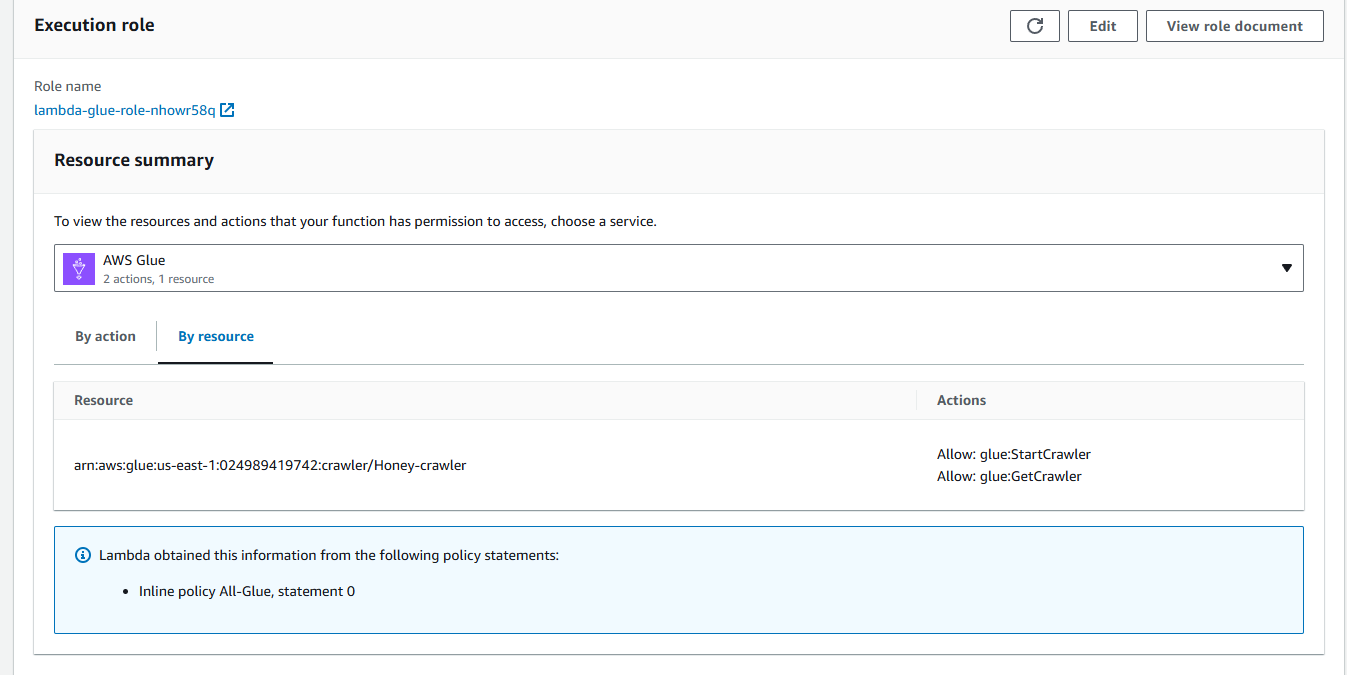 Execution role
Edit
View role document
Role name
lambda-glue-role-nhowr58q
Resource summary
To view the resources and actions that your function has permission to access, choose a service.
AWS Glue
2 actions, 1 resource
By action
By resource
Resource
Actions
arn:aws:glue:us-east-1:024989419742:crawler/Honey-crawler
Allow: glue:StartCrawler
Allow: glue:GetCrawler
Lambda obtained this information from the following policy statements:
• Inline policy All-Glue, statement 0